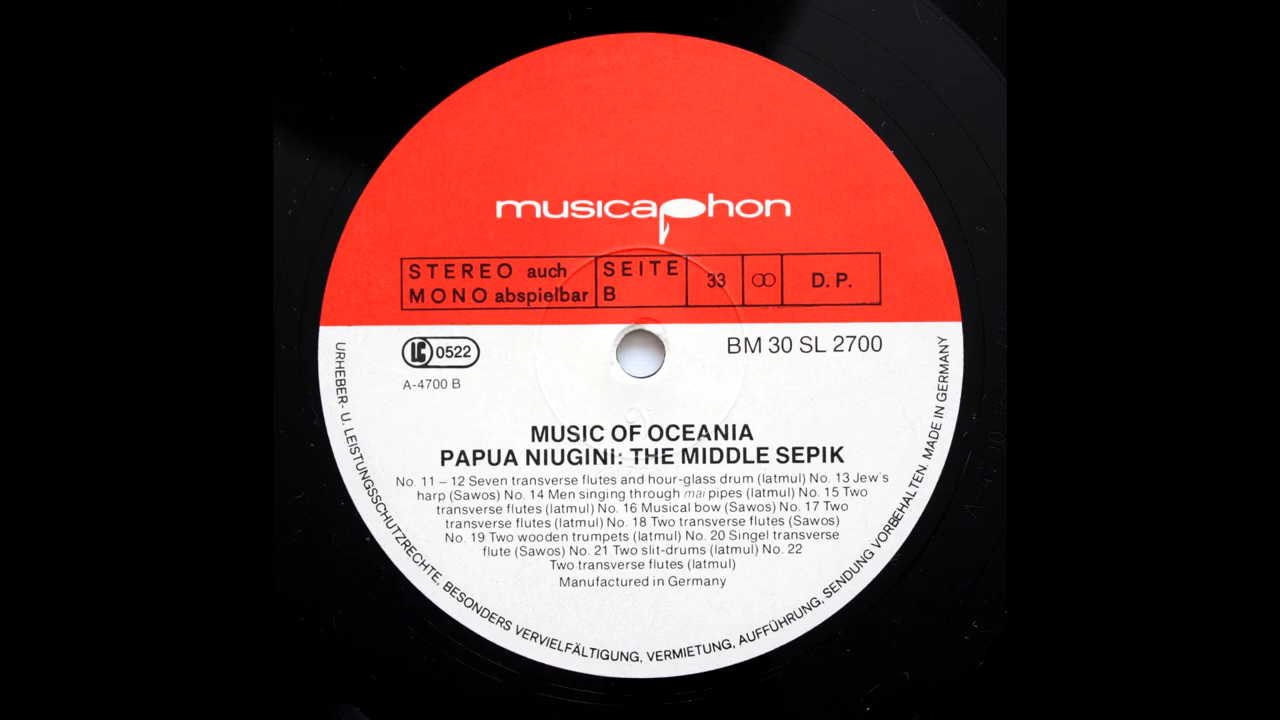 musicaphon
STEREO auch
MONO abspielbar
SEITE
B
33
D. P.
LC 0522
BM 30 SL 2700
A-4700 B
MUSIC OF OCEANIA
PAPUA NIUGINI: THE MIDDLE SEPIK
No. 11 – 12 Seven transverse flutes and hour-glass drum (Iatmul) No. 13 Jew's
harp (Sawos) No. 14 Men singing through mai pipes (Iatmul) No. 15 Two
transverse flutes (Iatmul) No. 16 Musical bow (Sawos) No. 17 Two
transverse flutes (Iatmul) No. 18 Two transverse flutes (Sawos)
No. 19 Two wooden trumpets (Iatmul) No. 20 Singel transverse
flute (Sawos) No. 21 Two slit-drums (Iatmul) No. 22
Two transverse flutes (Iatmul)
Manufactured in Germany
URHEBER- U. LEISTUNGSSCHUTZRECHTE, BESONDERS VERVIELFÄLTIGUNG, VERMIETUNG, AUFFÜHRUNG, SENDUNG VORBEHALTEN. MADE IN GERMANY